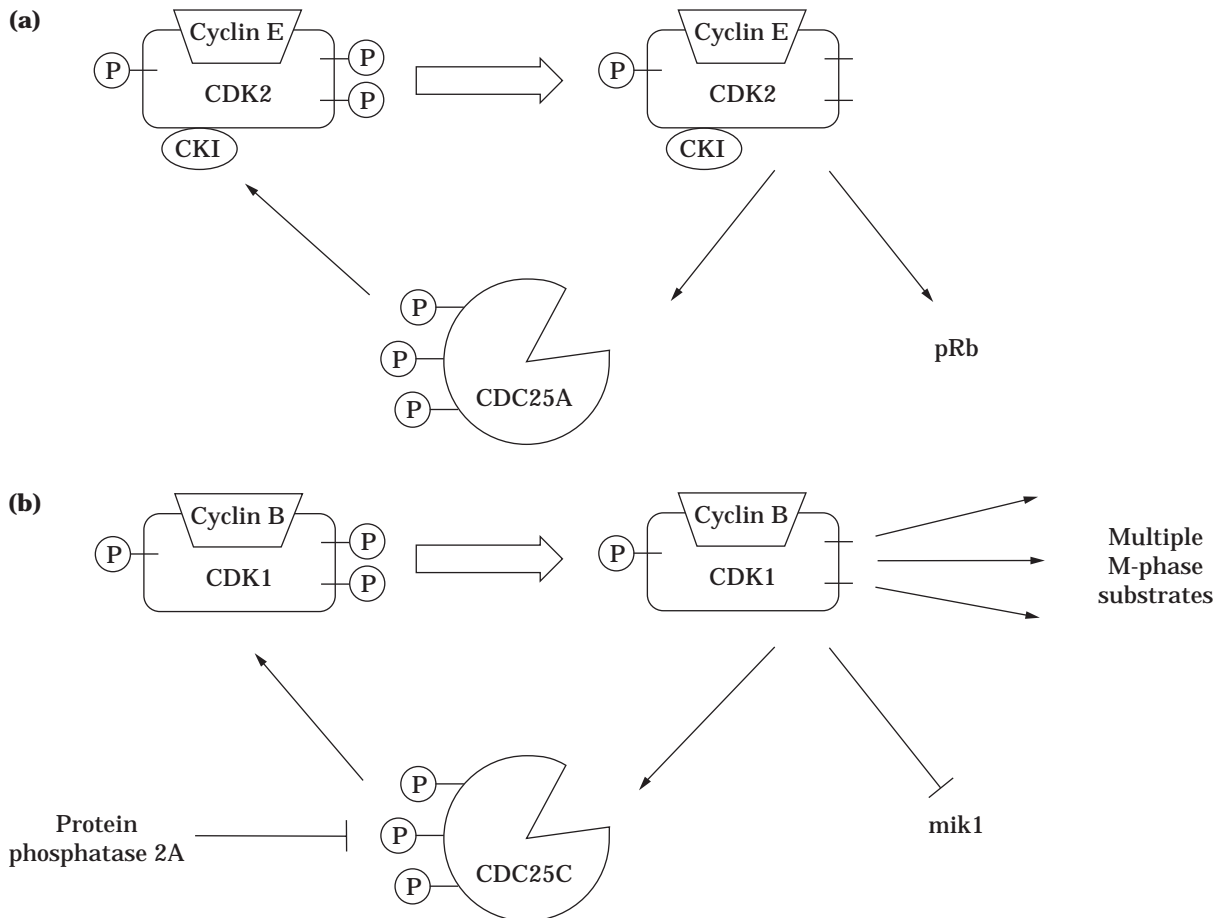 (a)
Cyclin E
P
P
CDK2
P
CKI
Cyclin E
P
CDK2
CKI
P
P
CDC25A
P
pRb
(b)
Cyclin B
P
P
CDK1
P
Cyclin B
P
CDK1
Multiple
M-phase
substrates
P
Protein
phosphatase 2A
P
CDC25C
P
mik1